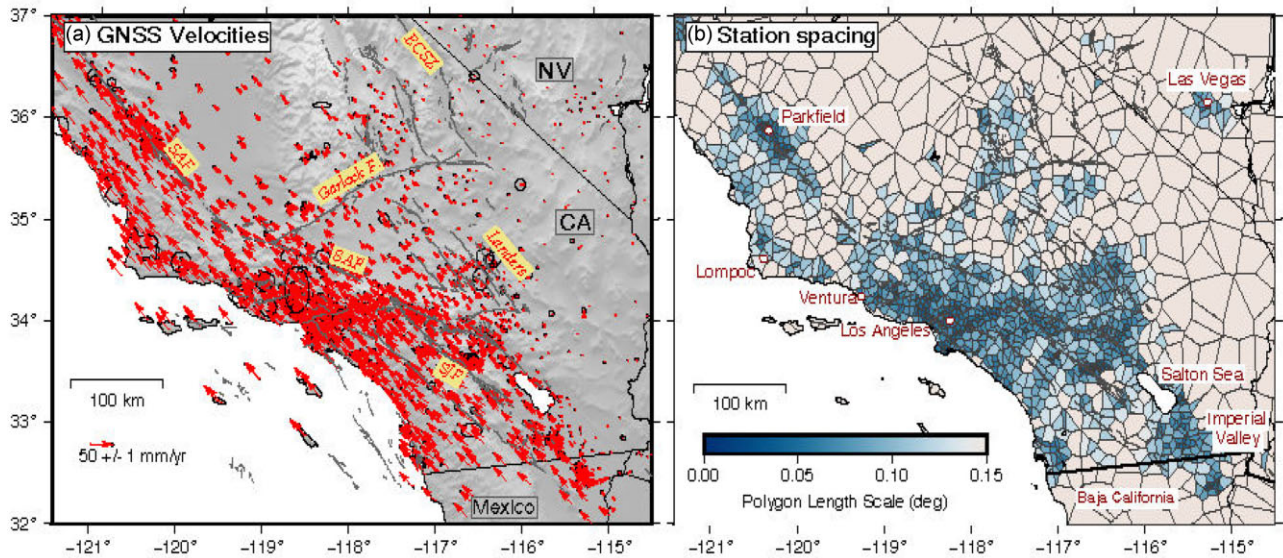 (a) GNSS Velocities
ECSZ
NV
SAF
Garlock F
CA
SAF
Landers
SJF
100 km
50 +/- 1 mm/yr
Mexico
37°
36°
35°
34°
33°
32°
−121°
−120°
−119°
−118°
−117°
−116°
−115°
(b) Station spacing
Las Vegas
Parkfield
Lompoc
Ventura
Los Angeles
Salton Sea
100 km
Imperial
Valley
0.00
0.05
0.10
0.15
Polygon Length Scale (deg)
Baja California
−121°
−120°
−119°
−118°
−117°
−116°
−115°